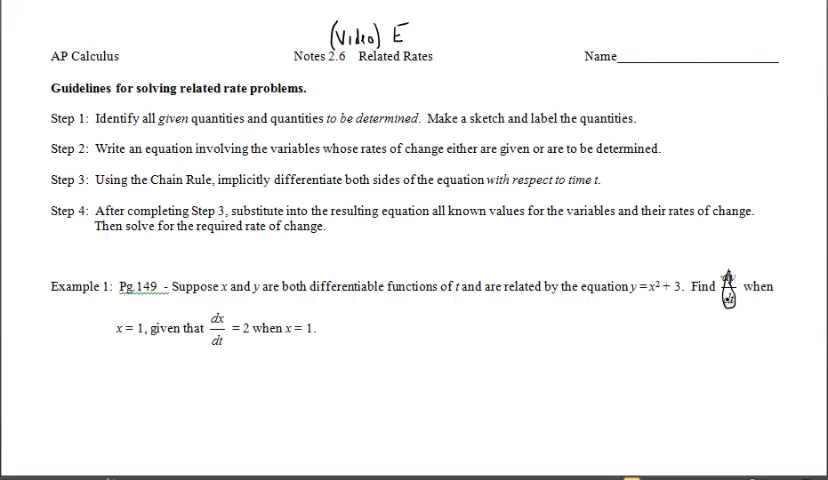 (Video) E
AP Calculus Notes 2.6 Related Rates Name
Guidelines for solving related rate problems.
Step 1: Identify all given quantities and quantities to be determined. Make a sketch and label the quantities.
Step 2: Write an equation involving the variables whose rates of change either are given or are to be determined.
Step 3: Using the Chain Rule, implicitly differentiate both sides of the equation with respect to time t.
Step 4: After completing Step 3, substitute into the resulting equation all known values for the variables and their rates of change.
Then solve for the required rate of change.
Example 1: Pg.149 - Suppose x and y are both differentiable functions of t and are related by the equation y = x² + 3. Find dy/dt when
x = 1, given that dx/dt = 2 when x = 1.